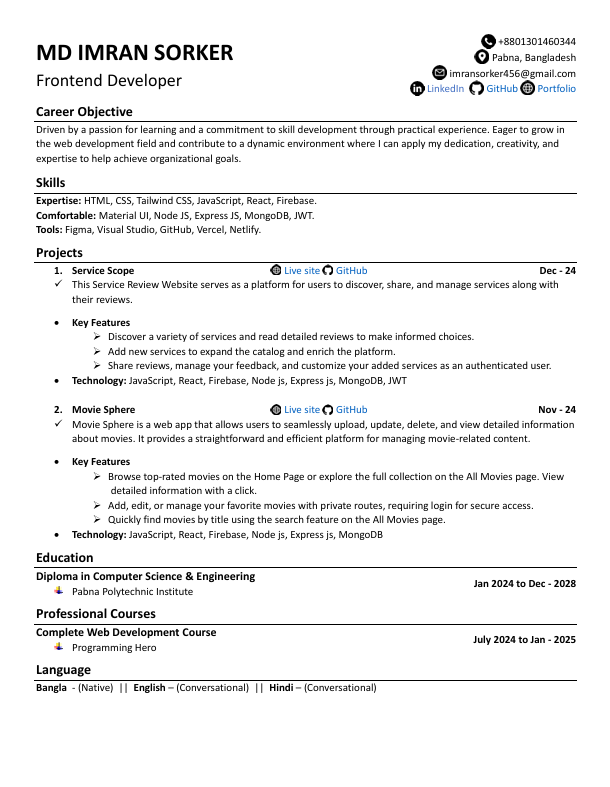 MD IMRAN SORKER
Frontend Developer
+8801301460344
Pabna, Bangladesh
imransorker456@gmail.com
LinkedIn GitHub Portfolio
Career Objective
Driven by a passion for learning and a commitment to skill development through practical experience. Eager to grow in
the web development field and contribute to a dynamic environment where I can apply my dedication, creativity, and
expertise to help achieve organizational goals.
Skills
Expertise: HTML, CSS, Tailwind CSS, JavaScript, React, Firebase.
Comfortable: Material UI, Node JS, Express JS, MongoDB, JWT.
Tools: Figma, Visual Studio, GitHub, Vercel, Netlify.
Projects
1. Service Scope Live site GitHub Dec - 24
✓ This Service Review Website serves as a platform for users to discover, share, and manage services along with
their reviews.
• Key Features
➢ Discover a variety of services and read detailed reviews to make informed choices.
➢ Add new services to expand the catalog and enrich the platform.
➢ Share reviews, manage your feedback, and customize your added services as an authenticated user.
• Technology: JavaScript, React, Firebase, Node js, Express js, MongoDB, JWT
2. Movie Sphere Live site GitHub Nov - 24
✓ Movie Sphere is a web app that allows users to seamlessly upload, update, delete, and view detailed information
about movies. It provides a straightforward and efficient platform for managing movie-related content.
• Key Features
➢ Browse top-rated movies on the Home Page or explore the full collection on the All Movies page. View
detailed information with a click.
➢ Add, edit, or manage your favorite movies with private routes, requiring login for secure access.
➢ Quickly find movies by title using the search feature on the All Movies page.
• Technology: JavaScript, React, Firebase, Node js, Express js, MongoDB
Education
Diploma in Computer Science & Engineering
Jan 2024 to Dec - 2028
Pabna Polytechnic Institute
Professional Courses
Complete Web Development Course
July 2024 to Jan - 2025
Programming Hero
Language
Bangla - (Native) || English – (Conversational) || Hindi – (Conversational)